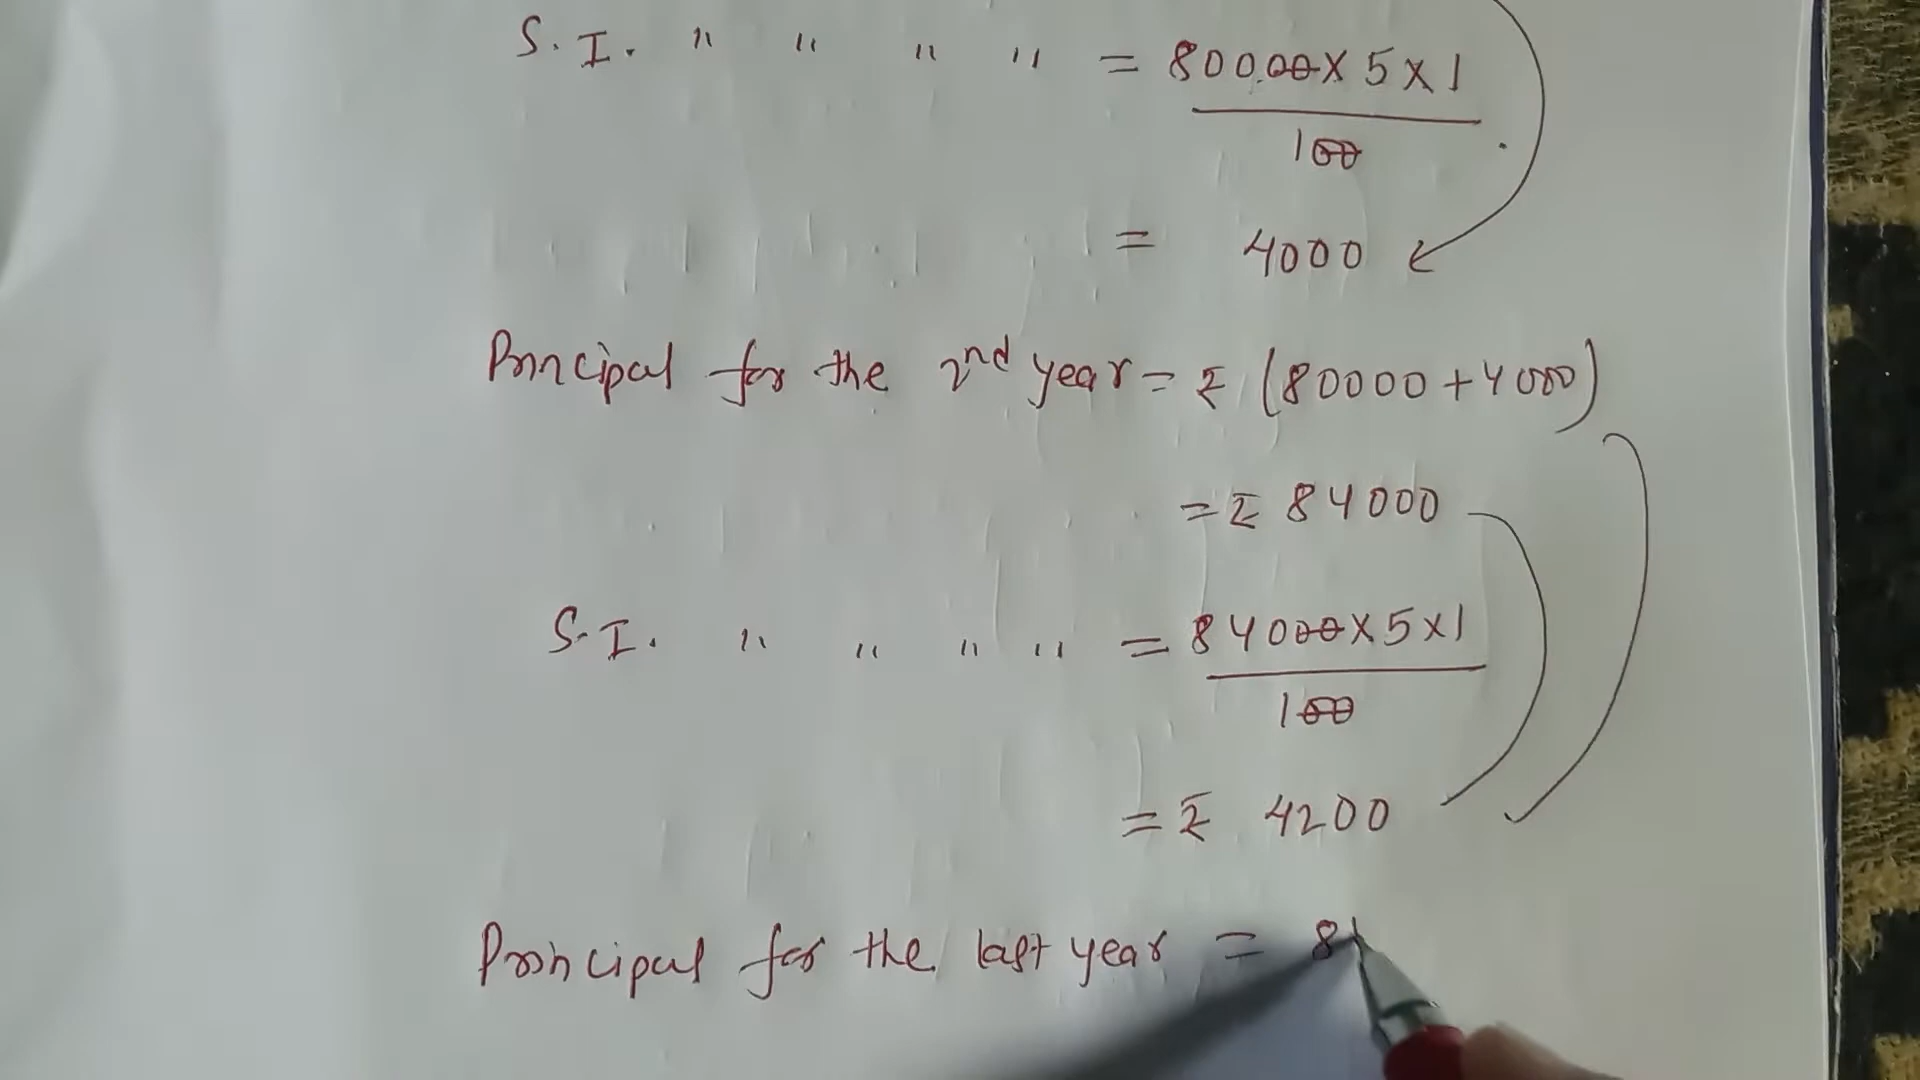 S. I. " " " " = 80000 × 5 × 1
100
= 4000
Principal for the 2nd year = ₹ (80000 + 4000)
= ₹ 84000
S. I. " " " " = 84000 × 5 × 1
100
= ₹ 4200
Principal for the last year = 8